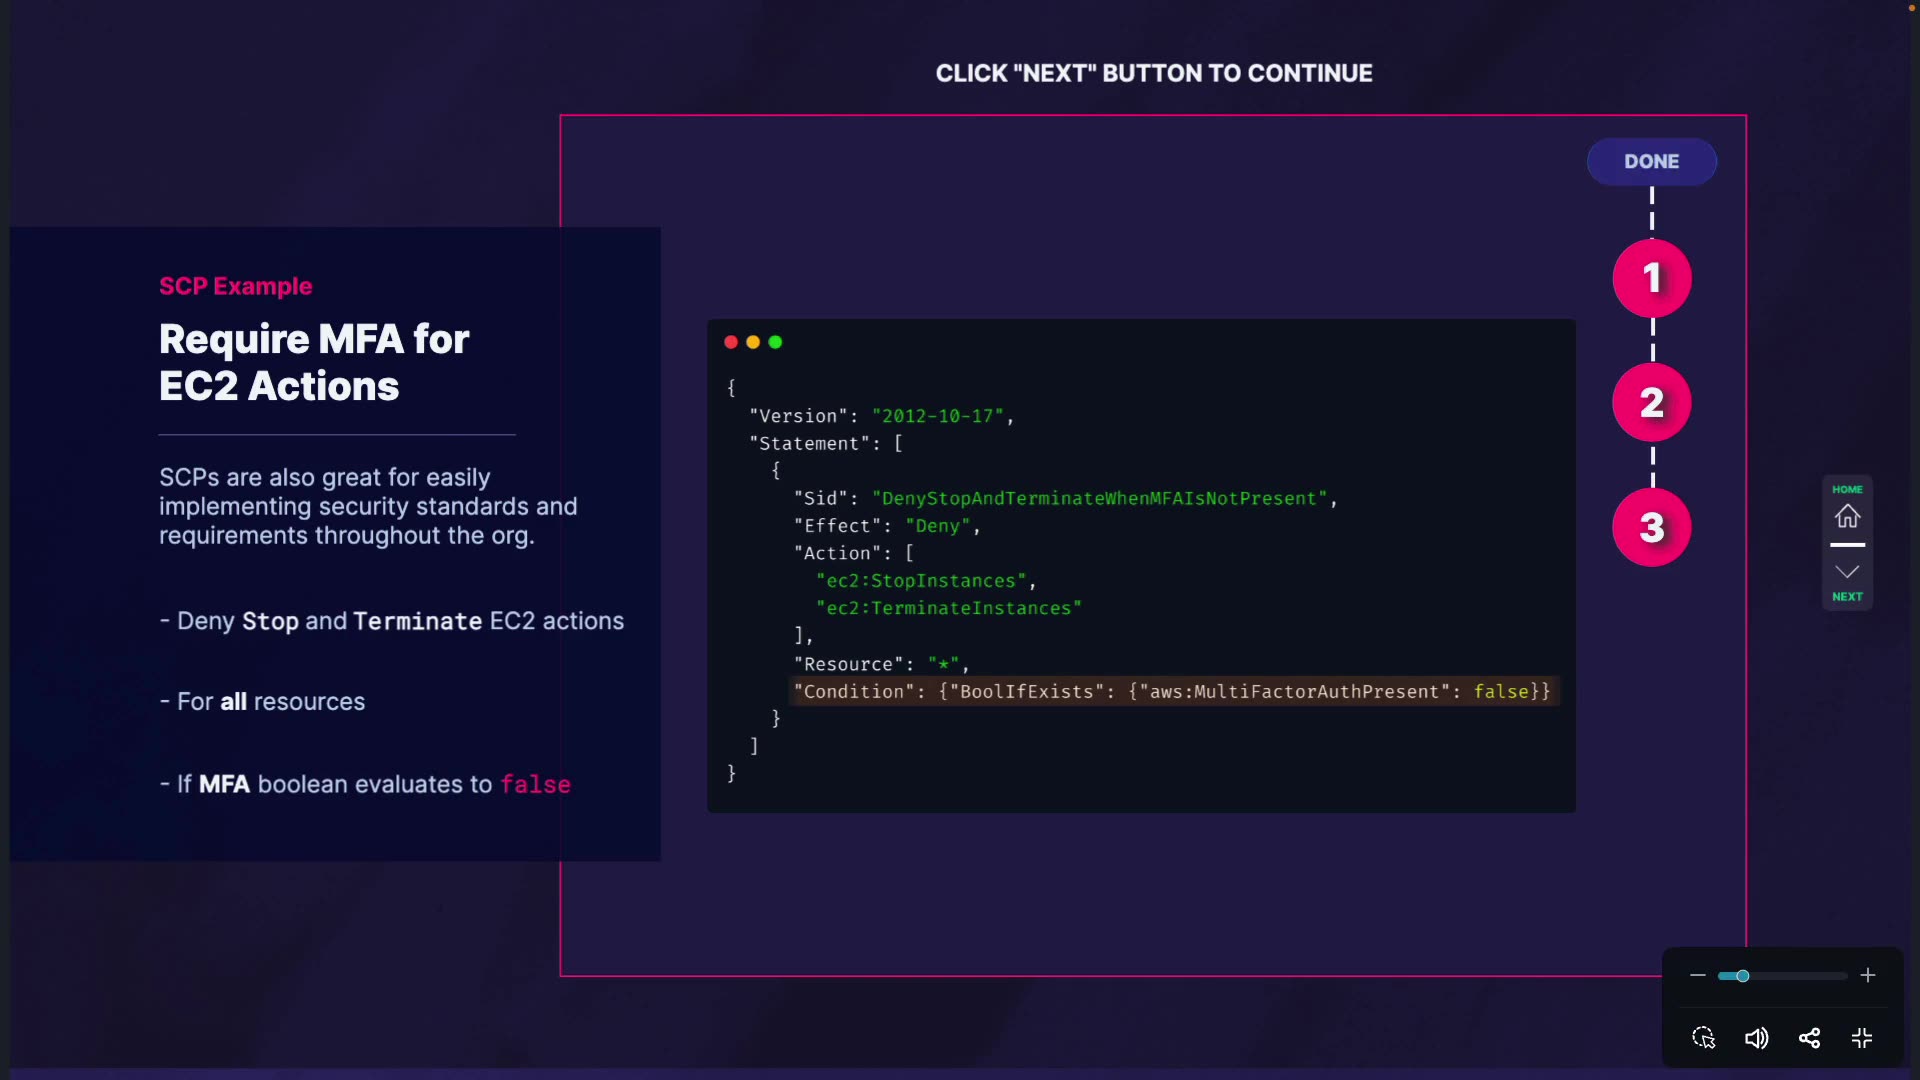 CLICK "NEXT" BUTTON TO CONTINUE
DONE
1
2
3
SCP Example
Require MFA for
EC2 Actions
SCPs are also great for easily
implementing security standards and
requirements throughout the org.
- Deny Stop and Terminate EC2 actions
- For all resources
- If MFA boolean evaluates to false
{
"Version": "2012-10-17",
"Statement": [
{
"Sid": "DenyStopAndTerminateWhenMFAIsNotPresent",
"Effect": "Deny",
"Action": [
"ec2:StopInstances",
"ec2:TerminateInstances"
],
"Resource": "*",
"Condition": {"BoolIfExists": {"aws:MultiFactorAuthPresent": false}}
}
]
}
HOME
NEXT